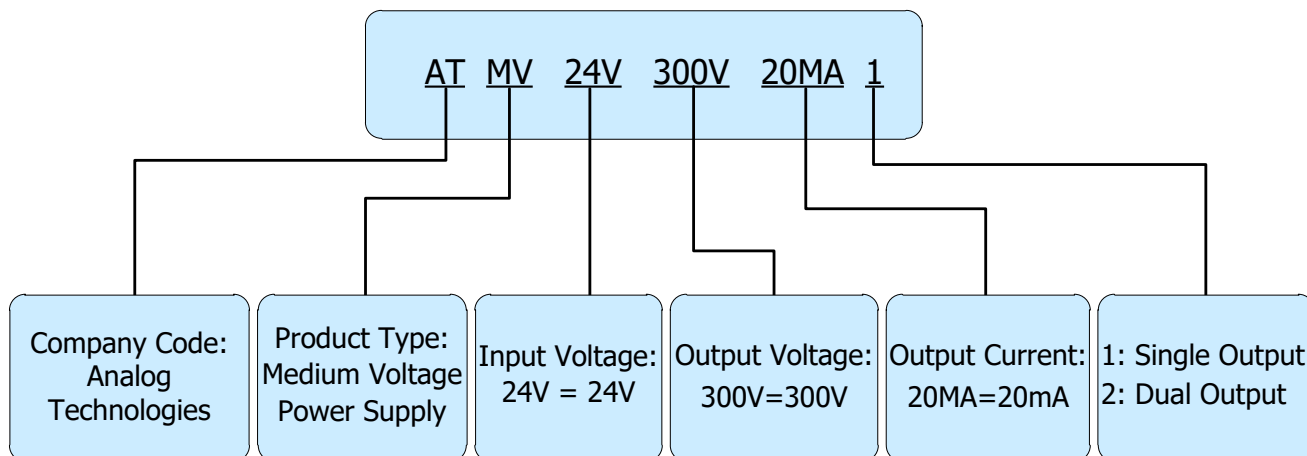 AT MV 24V 300V 20MA 1
Company Code:
Analog
Technologies
Product Type:
Medium Voltage
Power Supply
Input Voltage:
24V = 24V
Output Voltage:
300V=300V
Output Current:
20MA=20mA
1: Single Output
2: Dual Output